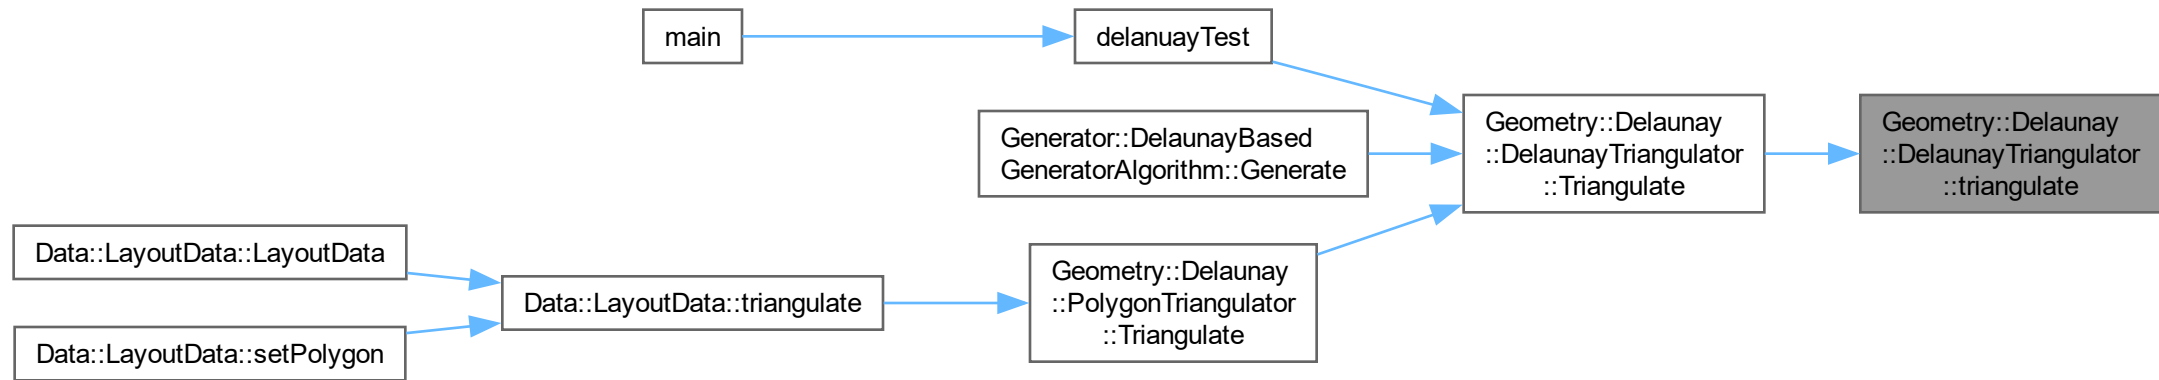 main
delanuayTest
Generator::DelaunayBased
GeneratorAlgorithm::Generate
Geometry::Delaunay
::DelaunayTriangulator
::Triangulate
Geometry::Delaunay
::DelaunayTriangulator
::triangulate
Data::LayoutData::LayoutData
Data::LayoutData::setPolygon
Data::LayoutData::triangulate
Geometry::Delaunay
::PolygonTriangulator
::Triangulate